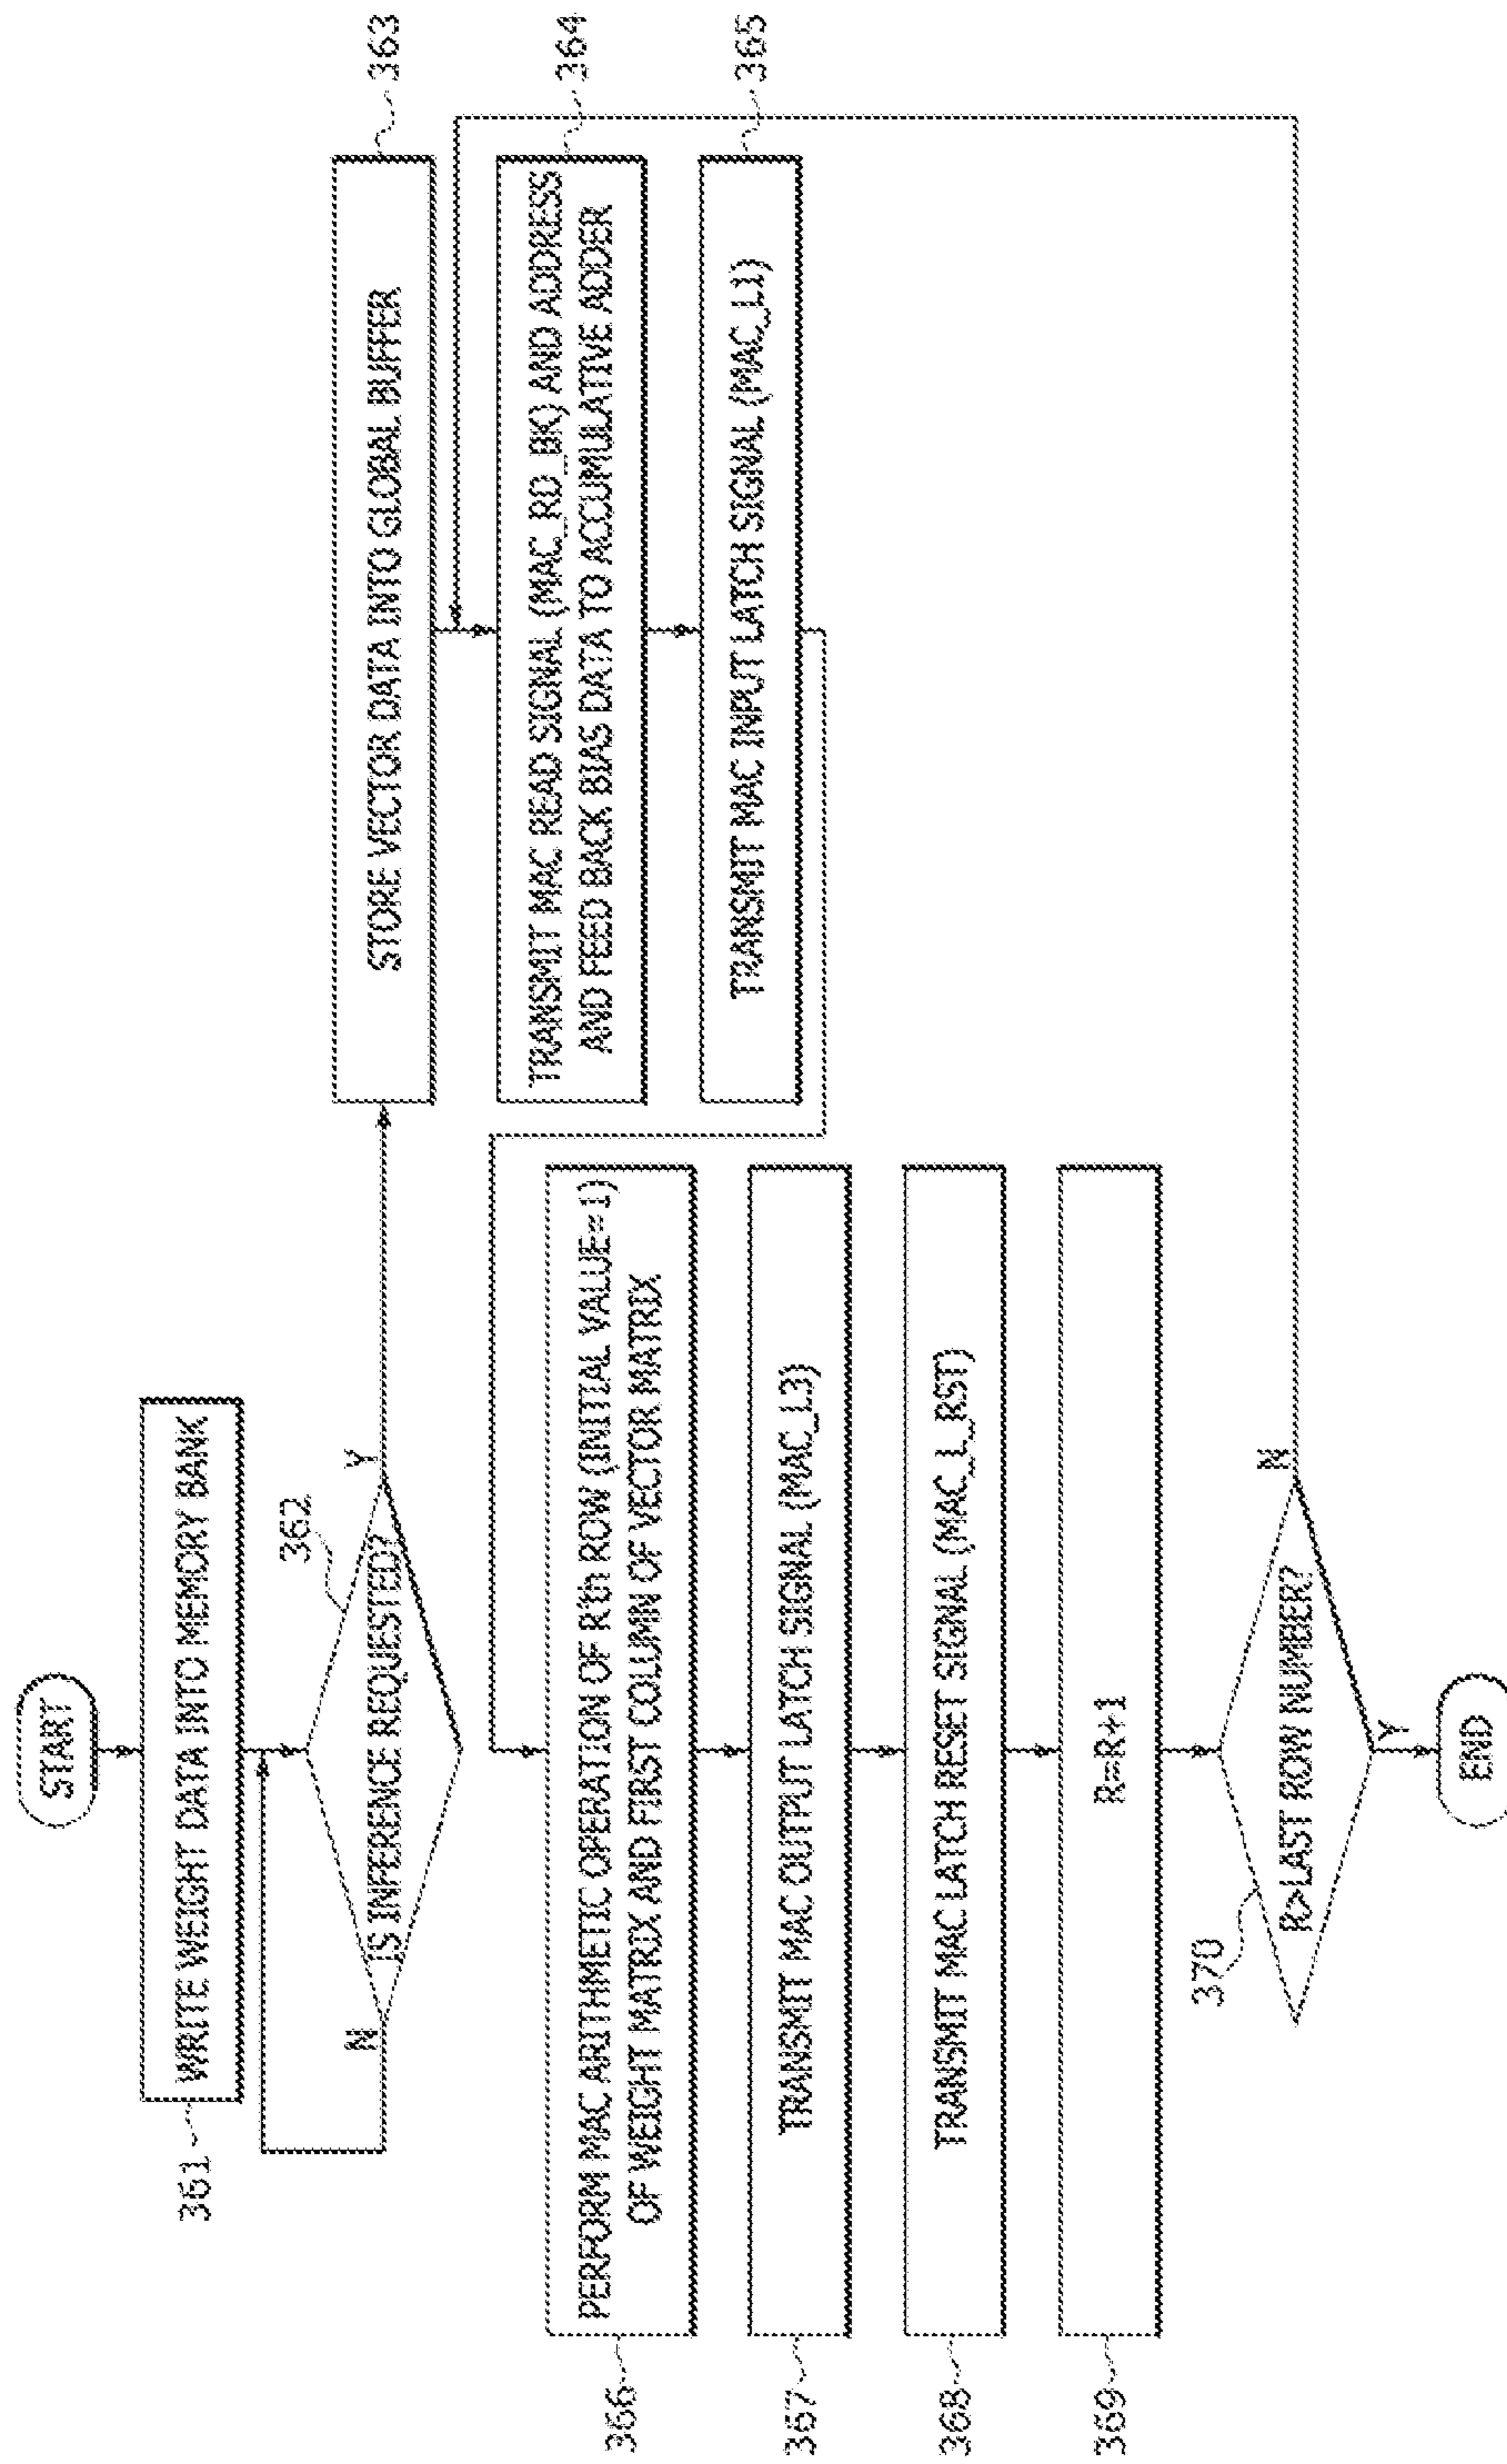 START
361
WRITE WEIGHT DATA INTO MEMORY BANK
362
IS INFERENCE REQUESTED?
N
Y
STORE VECTOR DATA INTO GLOBAL BUFFER
363
TRANSMIT MAC READ SIGNAL (MAC_RD_BK) AND ADDRESS
AND FEED BACK BIAS DATA TO ACCUMULATIVE ADDER
364
TRANSMIT MAC INPUT LATCH SIGNAL (MAC_L1)
365
366
PERFORM MAC ARITHMETIC OPERATION OF R'th ROW (INITIAL VALUE=1)
OF WEIGHT MATRIX AND FIRST COLUMN OF VECTOR MATRIX
367
TRANSMIT MAC OUTPUT LATCH SIGNAL (MAC_L3)
368
TRANSMIT MAC LATCH RESET SIGNAL (MAC_L_RST)
369
R=R+1
370
R>LAST ROW NUMBER?
N
Y
END